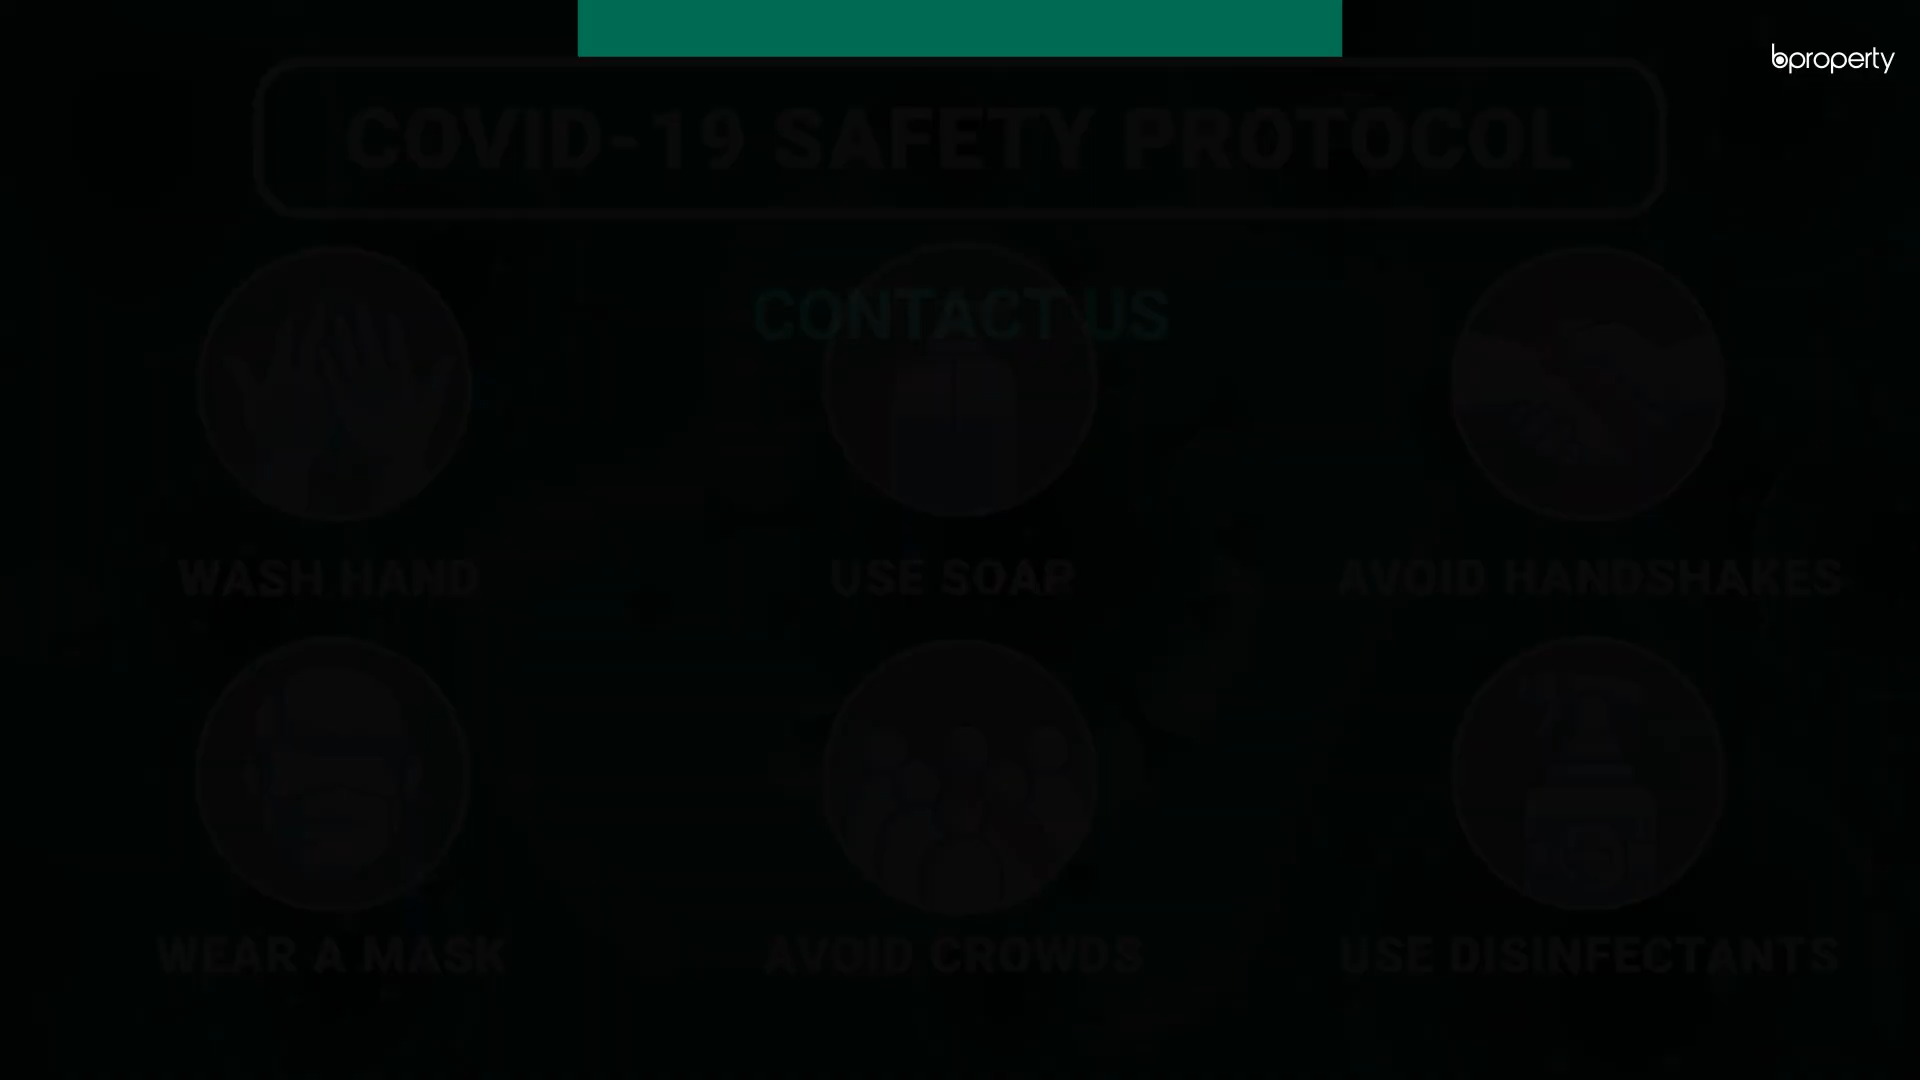 bproperty
COVID-19 SAFETY PROTOCOL
CONTACT US
WASH HAND
USE SOAP
AVOID HANDSHAKES
WEAR A MASK
AVOID CROWDS
USE DISINFECTANTS